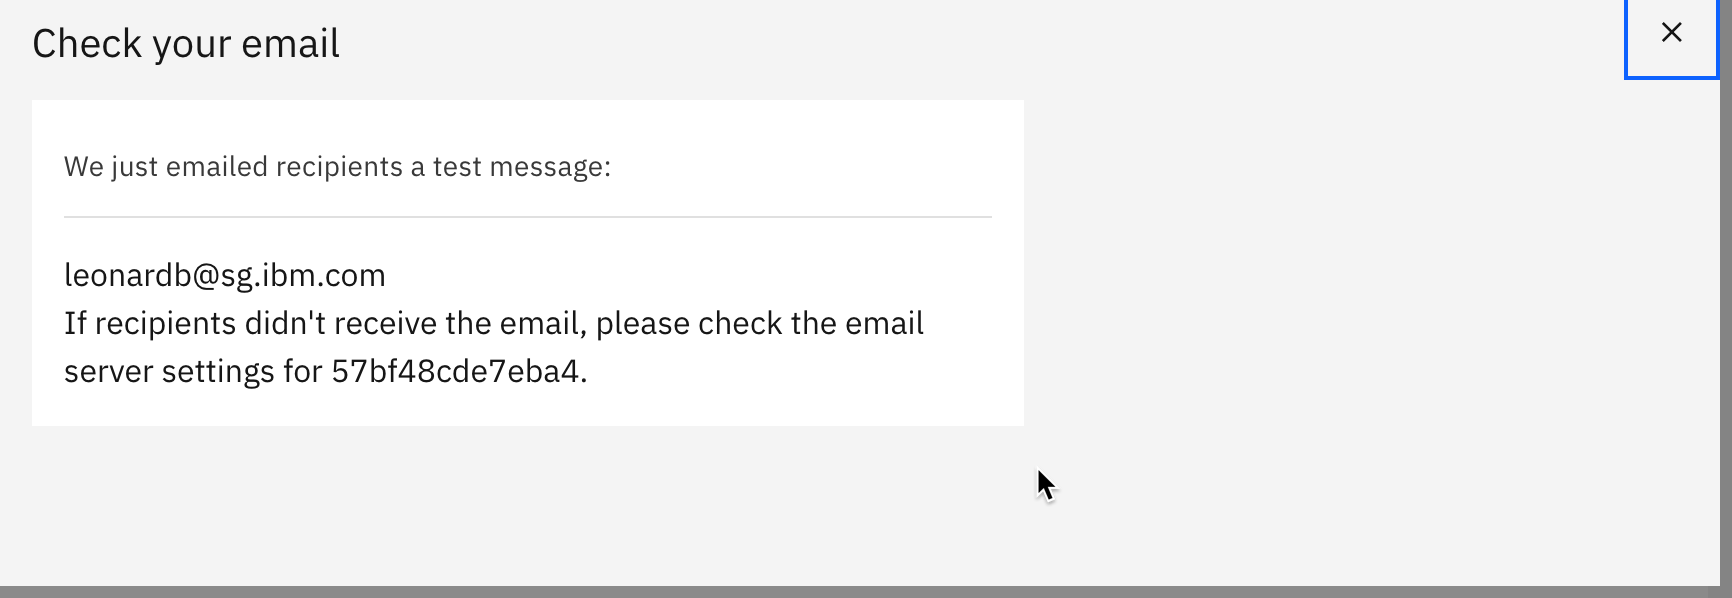 Check your email
We just emailed recipients a test message:
leonardb@sg.ibm.com
If recipients didn't receive the email, please check the email
server settings for 57bf48cde7eba4.